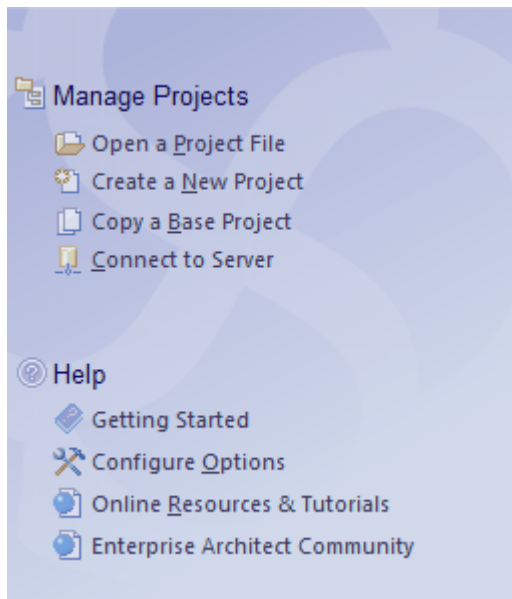 Manage Projects
Open a Project File
Create a New Project
Copy a Base Project
Connect to Server
Help
Getting Started
Configure Options
Online Resources & Tutorials
Enterprise Architect Community